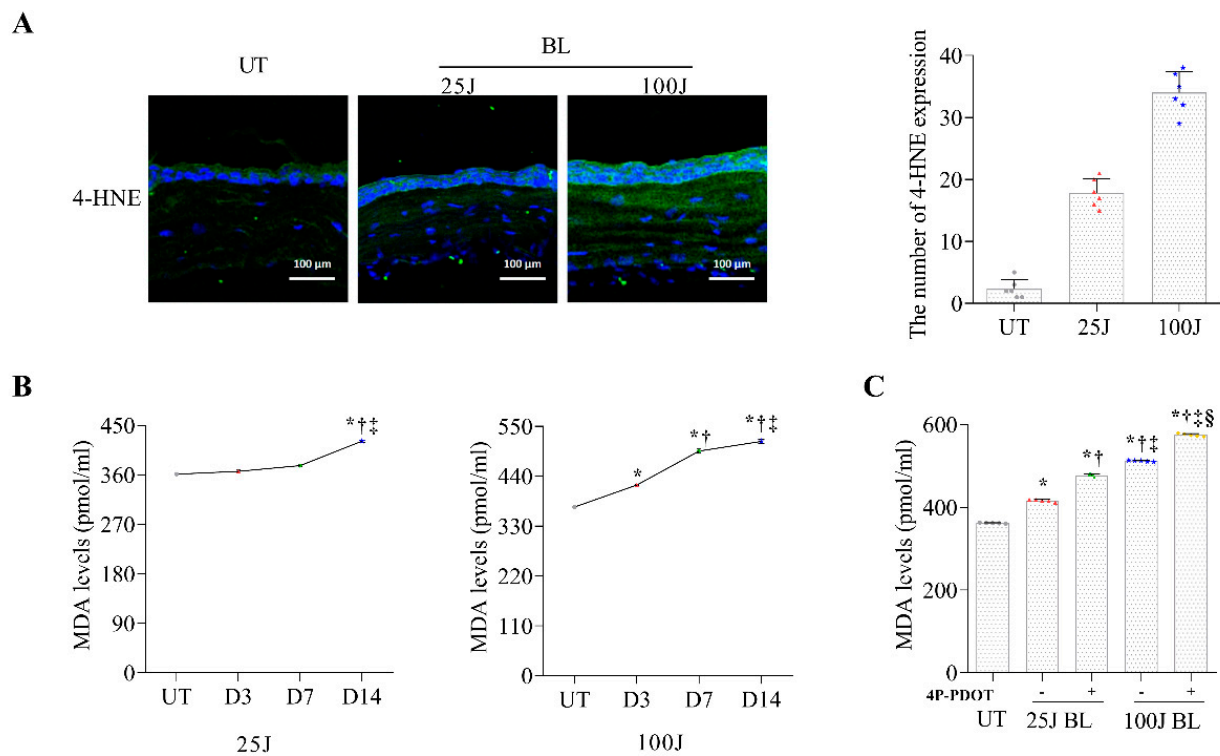 A
UT
BL
25J
100J
4-HNE
100 μm
100 μm
100 μm
The number of 4-HNE expression
40
30
20
10
0
UT
25J
100J
B
MDA levels (pmol/ml)
450
360
270
180
90
0
*†‡
UT D3 D7 D14
25J
MDA levels (pmol/ml)
550
440
330
220
110
0
*
*†
*†‡
UT D3 D7 D14
100J
C
MDA levels (pmol/ml)
600
400
200
0
*
*†
*†‡
*†‡§
4P-PDOT - + - +
UT 25J BL 100J BL